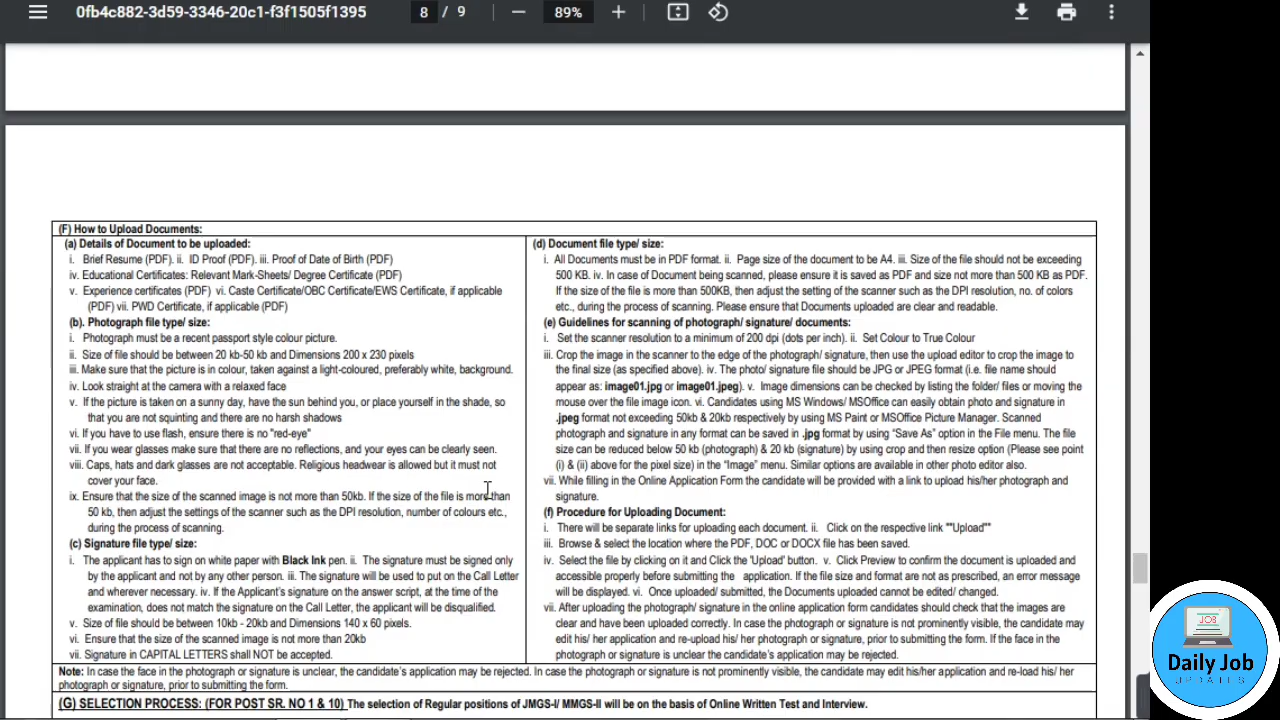 0fb4c882-3d59-3346-20c1-f3f1505f1395
8 / 9
89%
(F) How to Upload Documents:
(a) Details of Document to be uploaded:
i. Brief Resume (PDF). ii. ID Proof (PDF). iii. Proof of Date of Birth (PDF)
iv. Educational Certificates: Relevant Mark-Sheets/ Degree Certificate (PDF)
v. Experience certificates (PDF) vi. Caste Certificate/OBC Certificate/EWS Certificate, if applicable
(PDF) vii. PWD Certificate, if applicable (PDF)
(b). Photograph file type/ size:
i. Photograph must be a recent passport style colour picture.
ii. Size of file should be between 20 kb-50 kb and Dimensions 200 x 230 pixels
iii. Make sure that the picture is in colour, taken against a light-coloured, preferably white, background.
iv. Look straight at the camera with a relaxed face
v. If the picture is taken on a sunny day, have the sun behind you, or place yourself in the shade, so
that you are not squinting and there are no harsh shadows
vi. If you have to use flash, ensure there is no "red-eye"
vii. If you wear glasses make sure that there are no reflections, and your eyes can be clearly seen.
viii. Caps, hats and dark glasses are not acceptable. Religious headwear is allowed but it must not
cover your face.
ix. Ensure that the size of the scanned image is not more than 50kb. If the size of the file is more than
50 kb, then adjust the settings of the scanner such as the DPI resolution, number of colours etc.,
during the process of scanning.
(c) Signature file type/ size:
i. The applicant has to sign on white paper with Black Ink pen. ii. The signature must be signed only
by the applicant and not by any other person. iii. The signature will be used to put on the Call Letter
and wherever necessary. iv. If the Applicant's signature on the answer script, at the time of the
examination, does not match the signature on the Call Letter, the applicant will be disqualified.
v. Size of file should be between 10kb - 20kb and Dimensions 140 x 60 pixels.
vi. Ensure that the size of the scanned image is not more than 20kb
vii. Signature in CAPITAL LETTERS shall NOT be accepted.
(d) Document file type/ size:
i. All Documents must be in PDF format. ii. Page size of the document to be A4. iii. Size of the file should not be exceeding
500 KB. iv. In case of Document being scanned, please ensure it is saved as PDF and size not more than 500 KB as PDF.
If the size of the file is more than 500KB, then adjust the setting of the scanner such as the DPI resolution, no. of colors
etc., during the process of scanning. Please ensure that Documents uploaded are clear and readable.
(e) Guidelines for scanning of photograph/ signature/ documents:
i. Set the scanner resolution to a minimum of 200 dpi (dots per inch). ii. Set Colour to True Colour
iii. Crop the image in the scanner to the edge of the photograph/ signature, then use the upload editor to crop the image to
the final size (as specified above). iv. The photo/ signature file should be JPG or JPEG format (i.e. file name should
appear as: image01.jpg or image01.jpeg). v. Image dimensions can be checked by listing the folder/ files or moving the
mouse over the file image icon. vi. Candidates using MS Windows/ MSOffice can easily obtain photo and signature in
.jpeg format not exceeding 50kb & 20kb respectively by using MS Paint or MSOffice Picture Manager. Scanned
photograph and signature in any format can be saved in .jpg format by using “Save As” option in the File menu. The file
size can be reduced below 50 kb (photograph) & 20 kb (signature) by using crop and then resize option (Please see point
(i) & (ii) above for the pixel size) in the “Image” menu. Similar options are available in other photo editor also.
vii. While filling in the Online Application Form the candidate will be provided with a link to upload his/her photograph and
signature.
(f) Procedure for Uploading Document:
i. There will be separate links for uploading each document. ii. Click on the respective link ""Upload""
iii. Browse & select the location where the PDF, DOC or DOCX file has been saved.
iv. Select the file by clicking on it and Click the 'Upload' button. v. Click Preview to confirm the document is uploaded and
accessible properly before submitting the application. If the file size and format are not as prescribed, an error message
will be displayed. vi. Once uploaded/ submitted, the Documents uploaded cannot be edited/ changed.
vii. After uploading the photograph/ signature in the online application form candidates should check that the images are
clear and have been uploaded correctly. In case the photograph or signature is not prominently visible, the candidate may
edit his/ her application and re-upload his/ her photograph or signature, prior to submitting the form. If the face in the
photograph or signature is unclear the candidate's application may be rejected.
Note: In case the face in the photograph or signature is unclear, the candidate's application may be rejected. In case the photograph or signature is not prominently visible, the candidate may edit his/her application and re-load his/ her
photograph or signature, prior to submitting the form.
(G) SELECTION PROCESS: (FOR POST SR. NO 1 & 10) The selection of Regular positions of JMGS-I/ MMGS-II will be on the basis of Online Written Test and Interview.
JOB
Daily Job
UPDATES